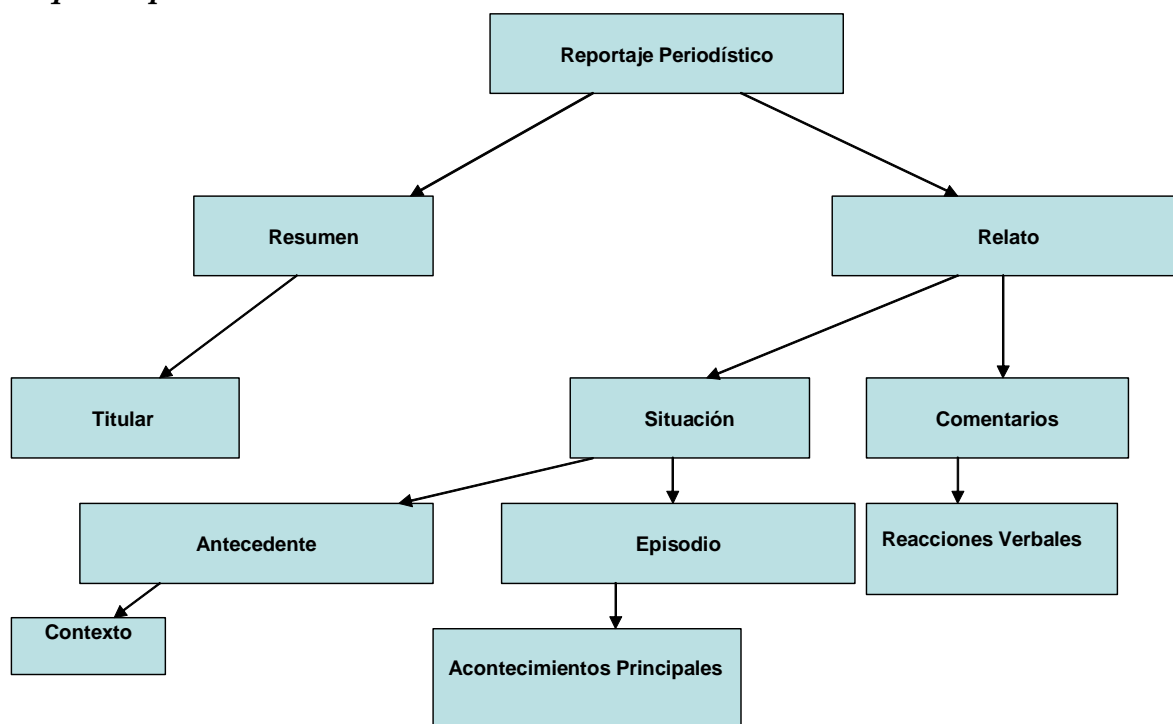 Reportaje Periodístico
Resumen
Relato
Titular
Situación
Comentarios
Antecedente
Episodio
Reacciones Verbales
Contexto
Acontecimientos Principales